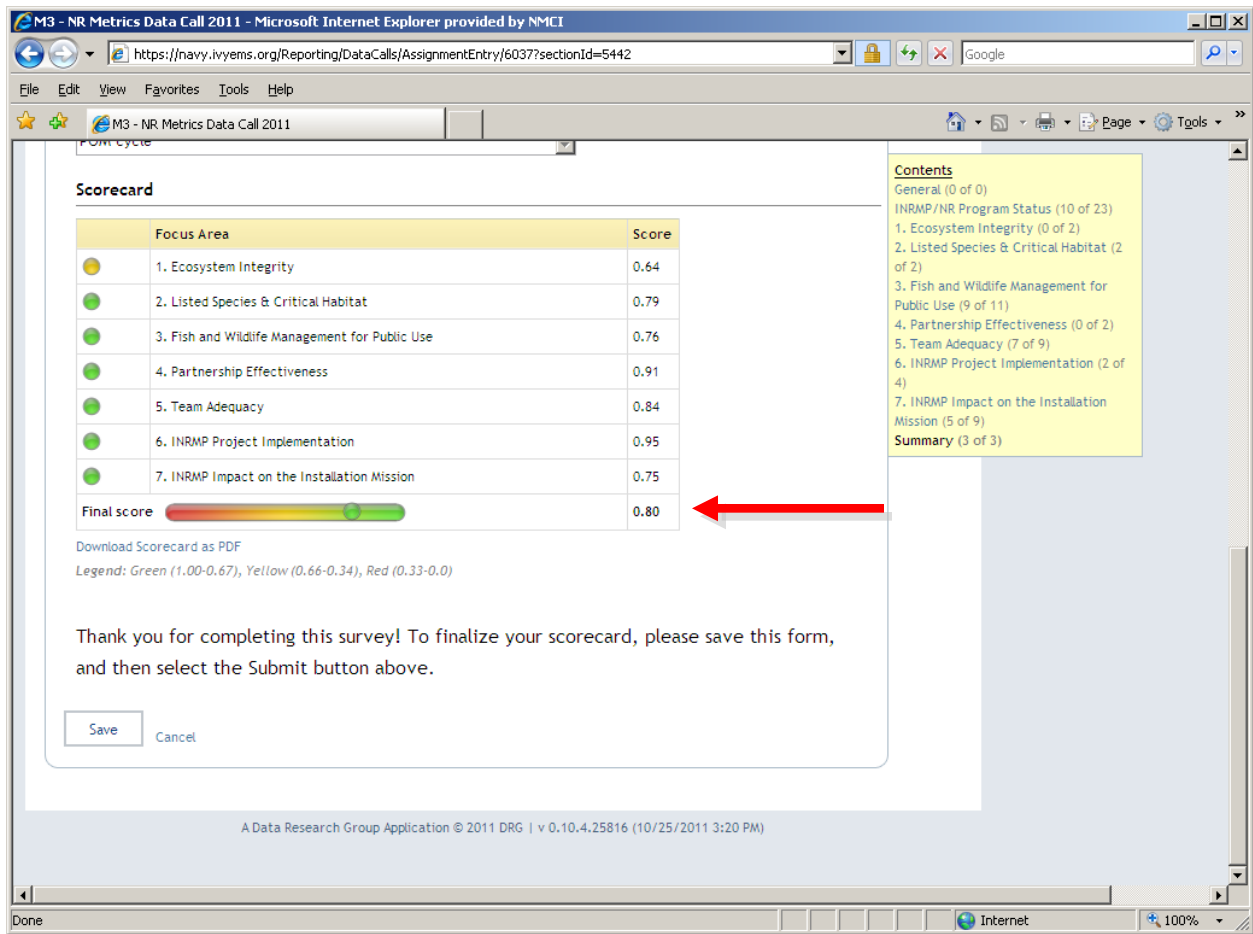 M3 - NR Metrics Data Call 2011 - Microsoft Internet Explorer provided by NMCI
https://navy.ivyems.org/Reporting/DataCalls/AssignmentEntry/6037?sectionId=5442
Google
File Edit View Favorites Tools Help
M3 - NR Metrics Data Call 2011
Page Tools »
POM cycle
Scorecard
Focus Area Score
1. Ecosystem Integrity 0.64
2. Listed Species & Critical Habitat 0.79
3. Fish and Wildlife Management for Public Use 0.76
4. Partnership Effectiveness 0.91
5. Team Adequacy 0.84
6. INRMP Project Implementation 0.95
7. INRMP Impact on the Installation Mission 0.75
Final score 0.80
Download Scorecard as PDF
Legend: Green (1.00-0.67), Yellow (0.66-0.34), Red (0.33-0.0)
Thank you for completing this survey! To finalize your scorecard, please save this form,
and then select the Submit button above.
Save Cancel
Contents
General (0 of 0)
INRMP/NR Program Status (10 of 23)
1. Ecosystem Integrity (0 of 2)
2. Listed Species & Critical Habitat (2
of 2)
3. Fish and Wildlife Management for
Public Use (9 of 11)
4. Partnership Effectiveness (0 of 2)
5. Team Adequacy (7 of 9)
6. INRMP Project Implementation (2 of
4)
7. INRMP Impact on the Installation
Mission (5 of 9)
Summary (3 of 3)
A Data Research Group Application © 2011 DRG | v 0.10.4.25816 (10/25/2011 3:20 PM)
Done Internet 100%